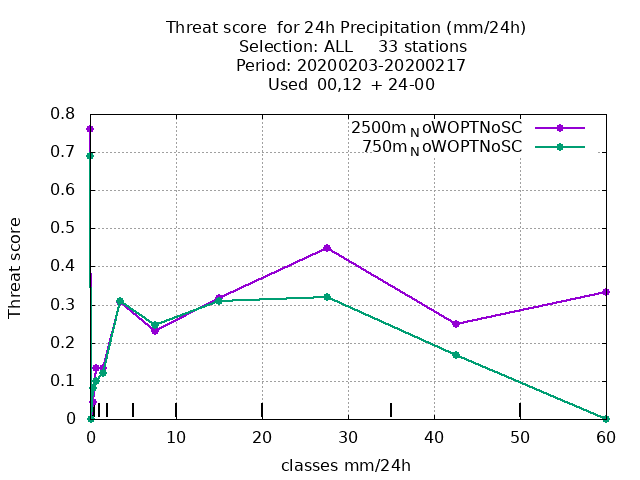 Threat score  for 24h Precipitation (mm/24h)
Selection: ALL     33 stations
Period: 20200203-20200217
Used  00,12  + 24-00
2500m_NoWOPTNoSC
750m_NoWOPTNoSC
Threat score
0.8
0.7
0.6
0.5
0.4
0.3
0.2
0.1
0
0 10 20 30 40 50 60
classes mm/24h